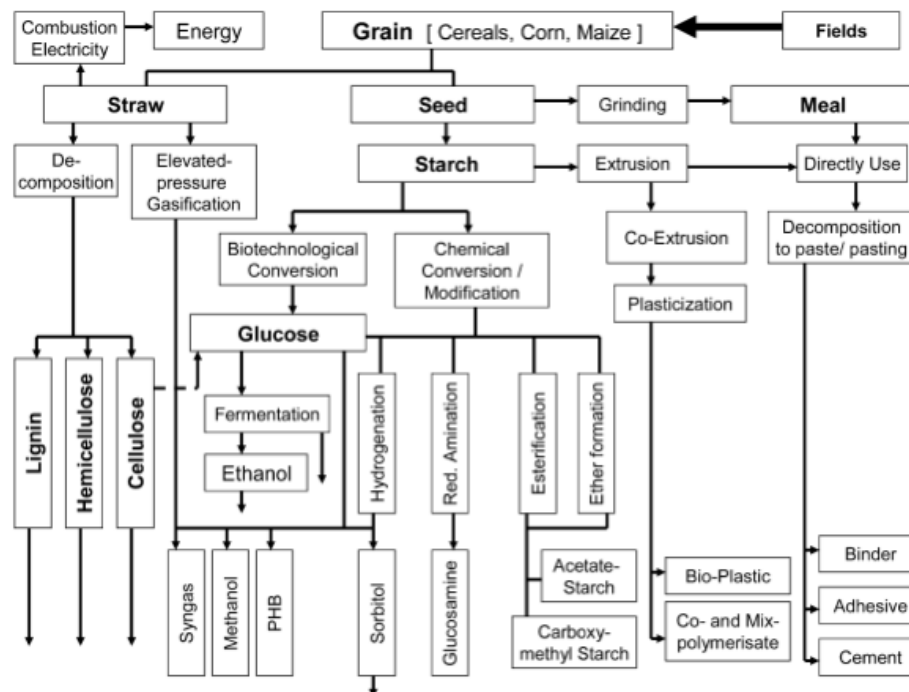 Combustion
Electricity
Energy
Grain [ Cereals, Corn, Maize ]
Fields
Straw
Seed
Grinding
Meal
De-
composition
Elevated-
pressure
Gasification
Starch
Extrusion
Directly Use
Biotechnological
Conversion
Chemical
Conversion /
Modification
Co-Extrusion
Decomposition
to paste/ pasting
Plasticization
Glucose
Lignin
Hemicellulose
Cellulose
Fermentation
Ethanol
Hydrogenation
Red. Amination
Esterification
Ether formation
Syngas
Methanol
PHB
Sorbitol
Glucosamine
Acetate-
Starch
Carboxy-
methyl Starch
Bio-Plastic
Co- and Mix-
polymerisate
Binder
Adhesive
Cement